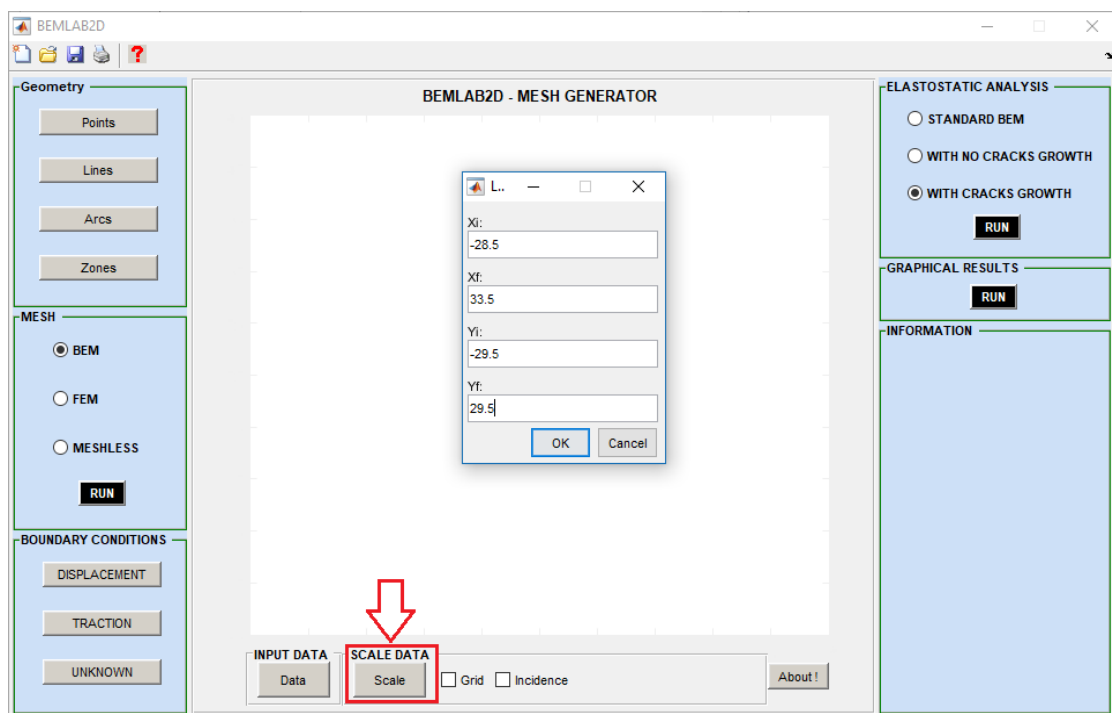 BEMLAB2D
?
Geometry
Points
Lines
Arcs
Zones
MESH
BEM
FEM
MESHLESS
RUN
BOUNDARY CONDITIONS
DISPLACEMENT
TRACTION
UNKNOWN
BEMLAB2D - MESH GENERATOR
L..
Xi:
-28.5
Xf:
33.5
Yi:
-29.5
Yf:
29.5
OK Cancel
INPUT DATA
Data
SCALE DATA
Scale
Grid Incidence
About !
ELASTOSTATIC ANALYSIS
STANDARD BEM
WITH NO CRACKS GROWTH
WITH CRACKS GROWTH
RUN
GRAPHICAL RESULTS
RUN
INFORMATION